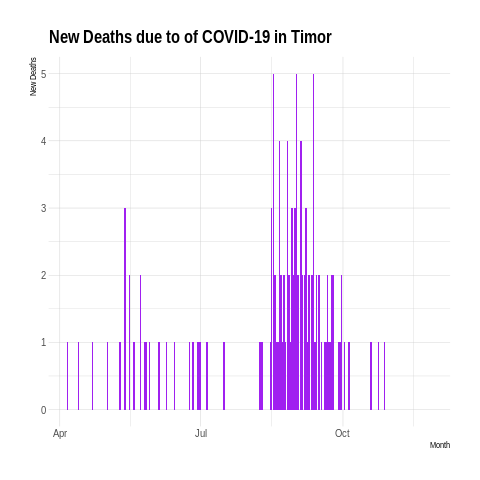 New Deaths due to of COVID-19 in Timor
New Deaths
5
4
3
2
1
0
Apr
Jul
Oct
Month